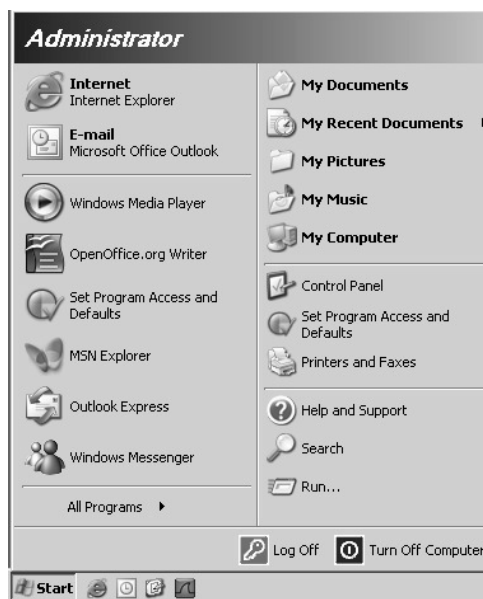 Administrator
Internet
Internet Explorer
E-mail
Microsoft Office Outlook
Windows Media Player
OpenOffice.org Writer
Set Program Access and
Defaults
MSN Explorer
Outlook Express
Windows Messenger
All Programs
My Documents
My Recent Documents
My Pictures
My Music
My Computer
Control Panel
Set Program Access and
Defaults
Printers and Faxes
Help and Support
Search
Run...
Log Off
Turn Off Computer
Start